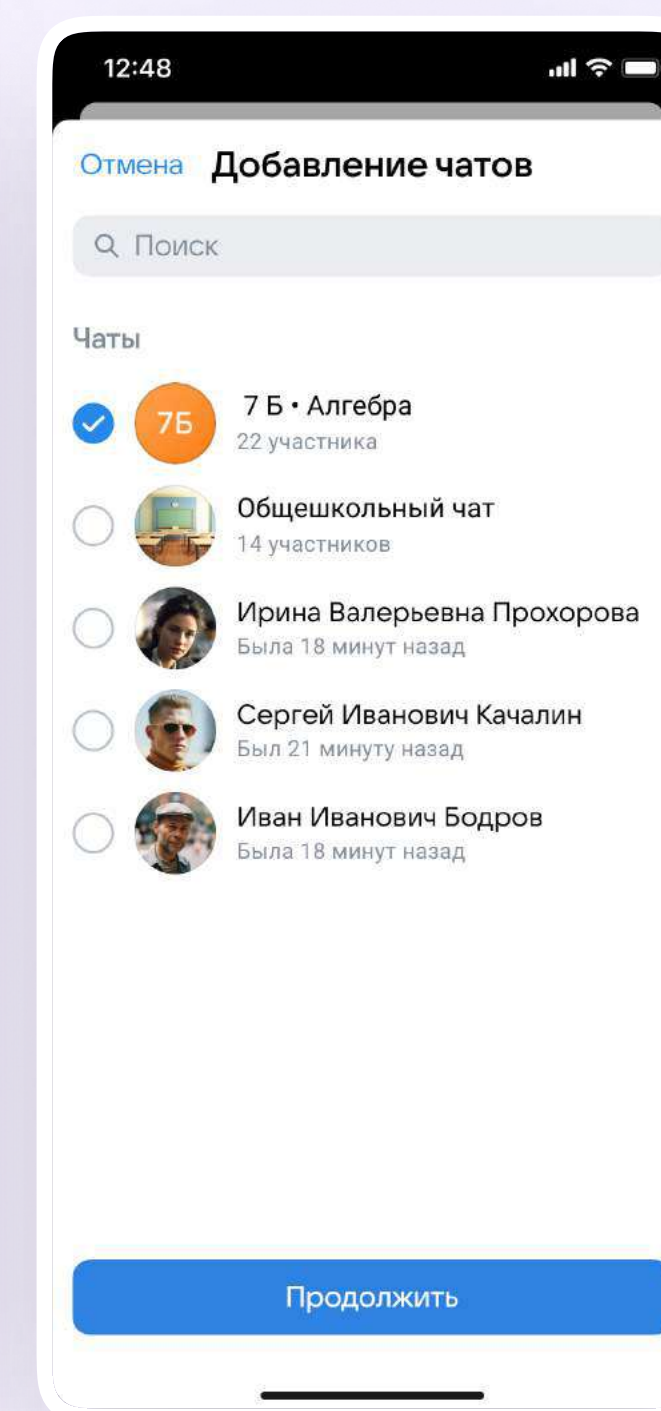 12:48
Отмена Добавление чатов
Поиск
Чаты
7Б
7 Б • Алгебра
22 участника
Общешкольный чат
14 участников
Ирина Валерьевна Прохорова
Была 18 минут назад
Сергей Иванович Качалин
Был 21 минуту назад
Иван Иванович Бодров
Была 18 минут назад
Продолжить